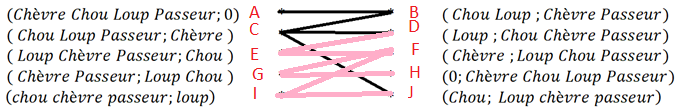 (Chèvre Chou Loup Passeur; 0) A B ( Chou Loup ; Chèvre Passeur)
( Chou Loup Passeur; Chèvre ) C D (Loup ; Chou Chèvre Passeur)
( Loup Chèvre Passeur; Chou ) E F (Chèvre ; Loup Chou Passeur)
( Chèvre Passeur; Loup Chou ) G H (0; Chèvre Chou Loup Passeur)
(chou chèvre passeur; loup) I J (Chou; Loup chèvre passeur)